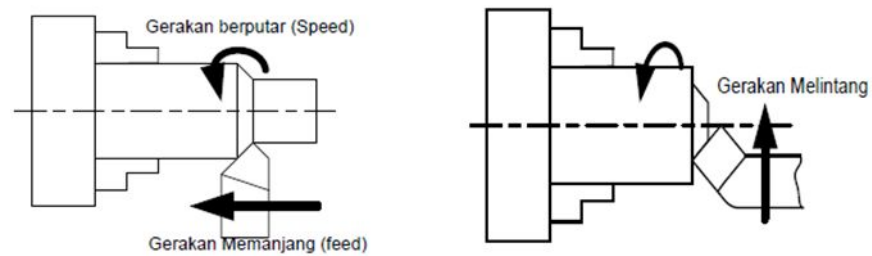 Gerakan berputar (Speed)
Gerakan Memanjang (feed)
Gerakan Melintang